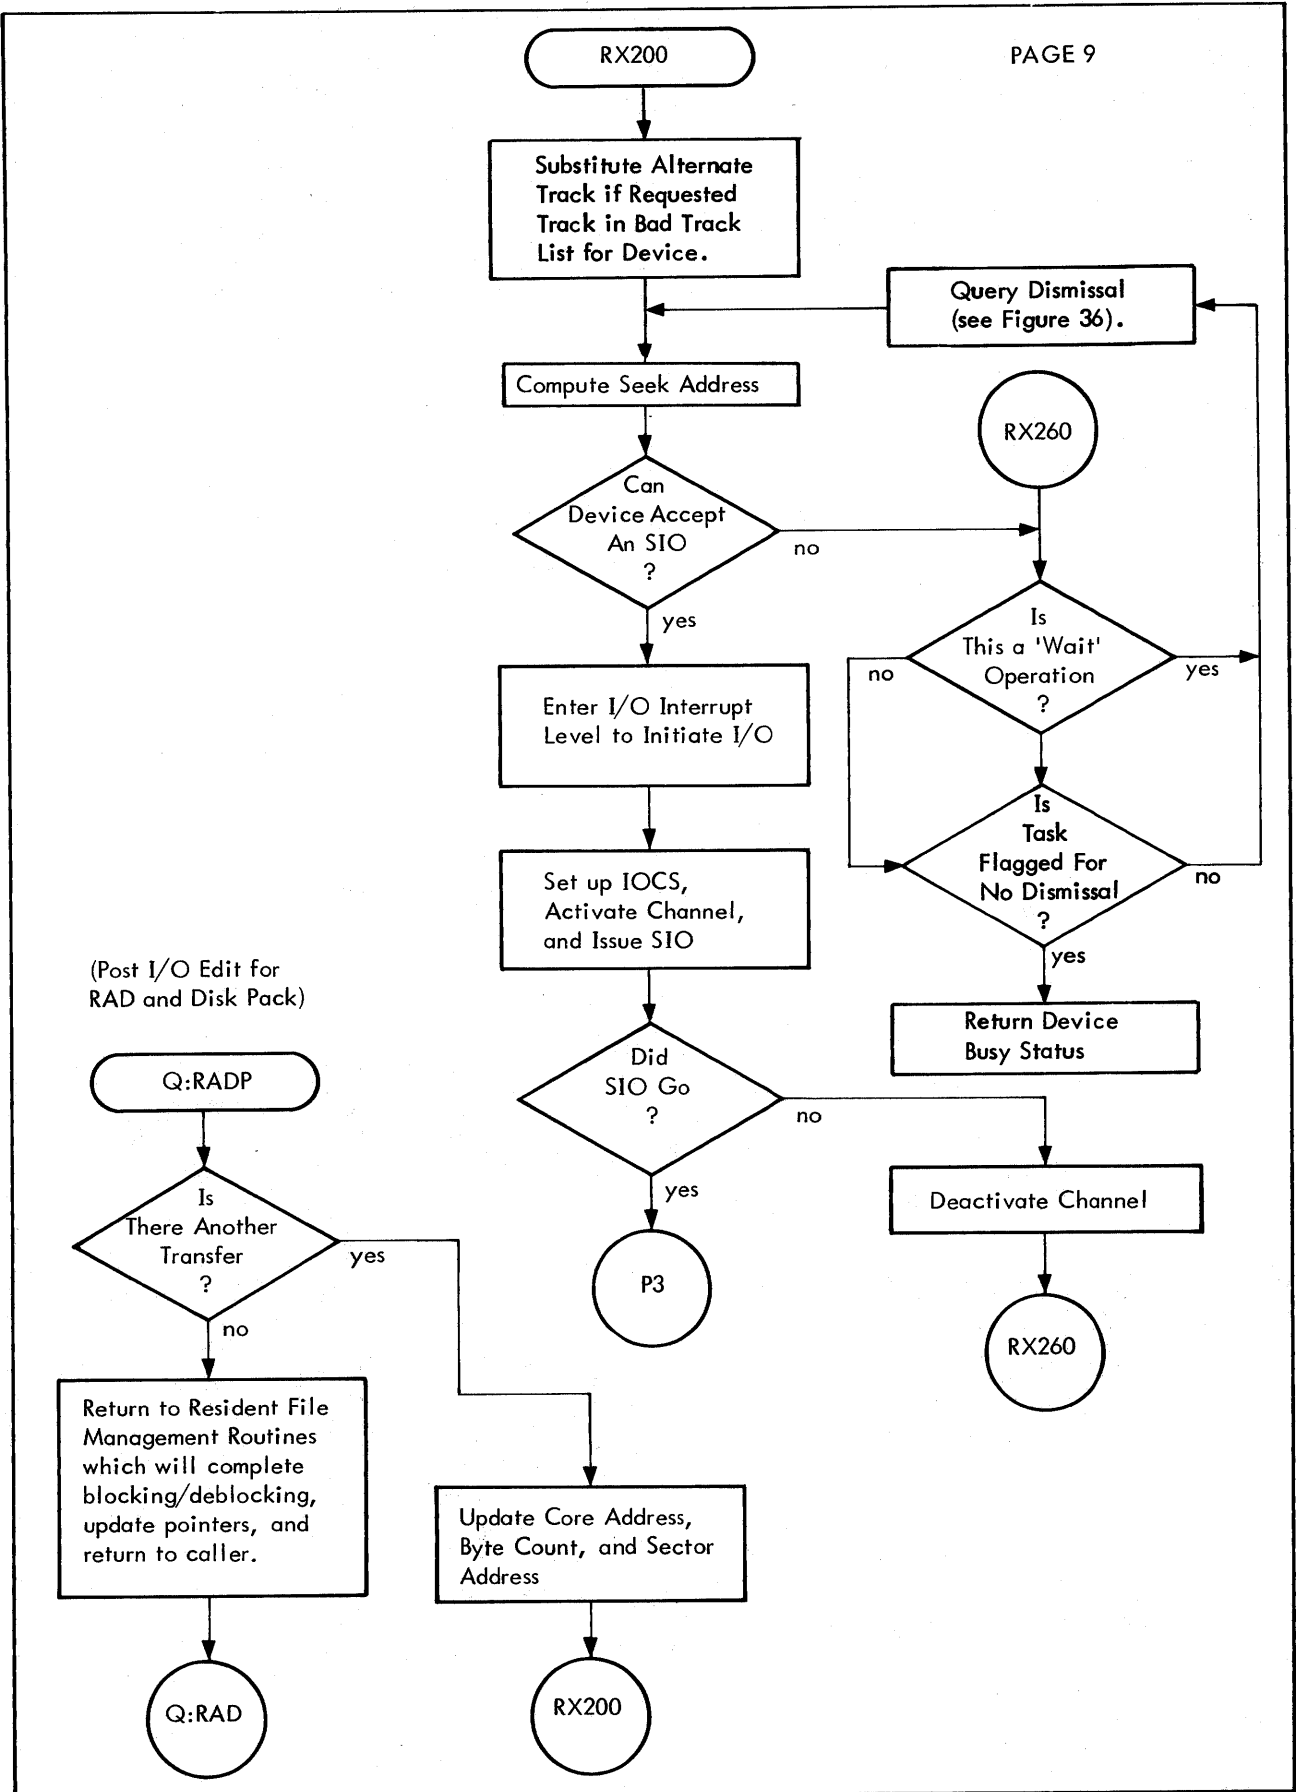 RX200
PAGE 9
Substitute Alternate
Track if Requested
Track in Bad Track
List for Device.
Query Dismissal
(see Figure 36).
Compute Seek Address
RX260
Can
Device Accept
An SIO
?
no
yes
Is
This a 'Wait'
Operation
?
no
yes
Enter I/O Interrupt
Level to Initiate I/O
Is
Task
Flagged For
No Dismissal
?
no
yes
Set up IOCS,
Activate Channel,
and Issue SIO
Return Device
Busy Status
Did
SIO Go
?
no
yes
Deactivate Channel
P3
RX260
(Post I/O Edit for
RAD and Disk Pack)
Q:RADP
Is
There Another
Transfer
?
yes
no
Return to Resident File
Management Routines
which will complete
blocking/deblocking,
update pointers, and
return to caller.
Update Core Address,
Byte Count, and Sector
Address
Q:RAD
RX200